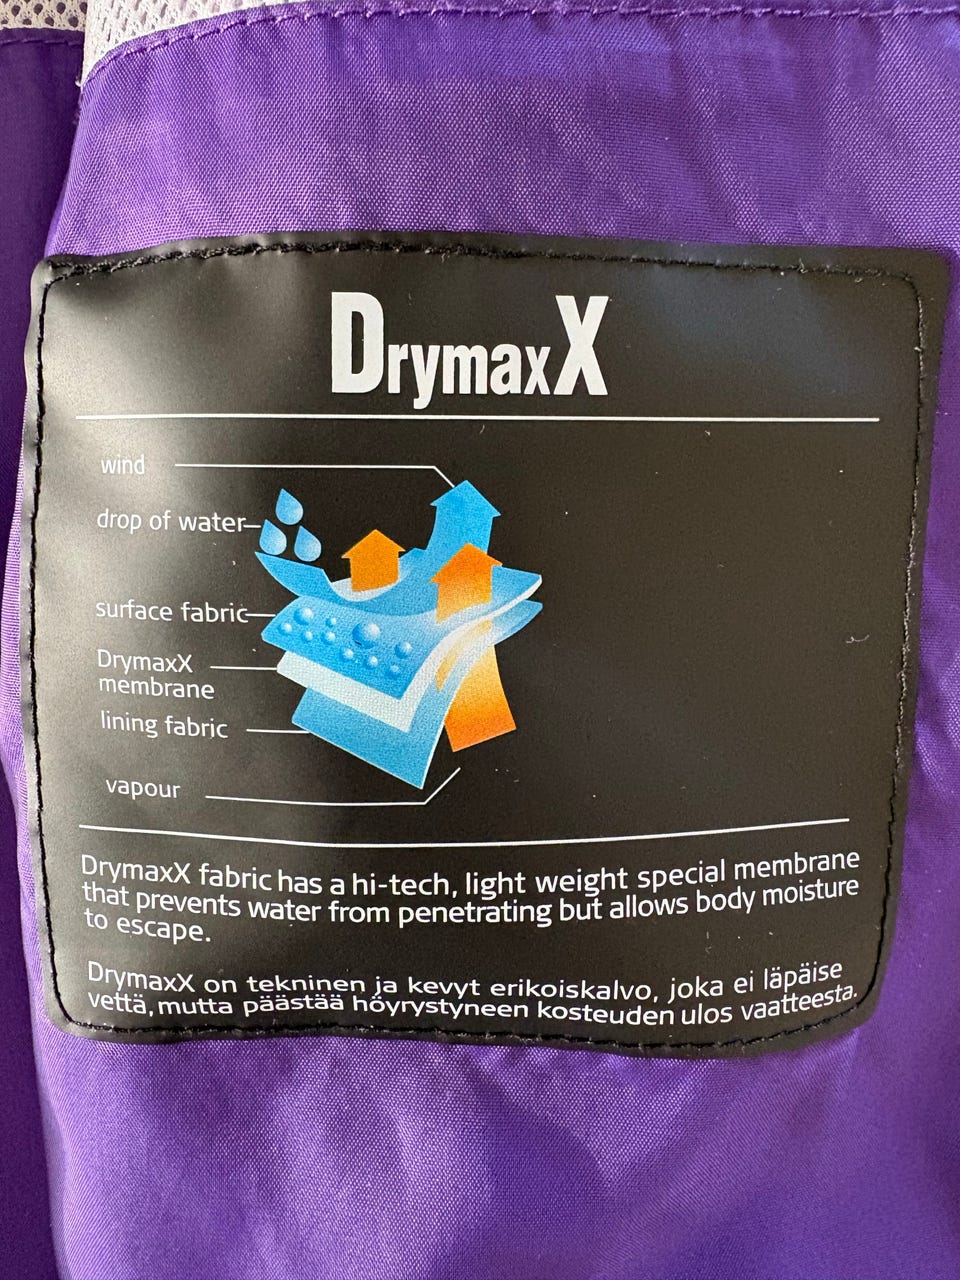 DrymaxX
wind
drop of water
surface fabric
DrymaxX
membrane
lining fabric
vapour
DrymaxX fabric has a hi-tech, light weight special membrane
that prevents water from penetrating but allows body moisture
to escape.
DrymaxX on tekninen ja kevyt erikoiskalvo, joka ei läpäise
vettä, mutta päästää höyrystyneen kosteuden ulos vaatteesta.